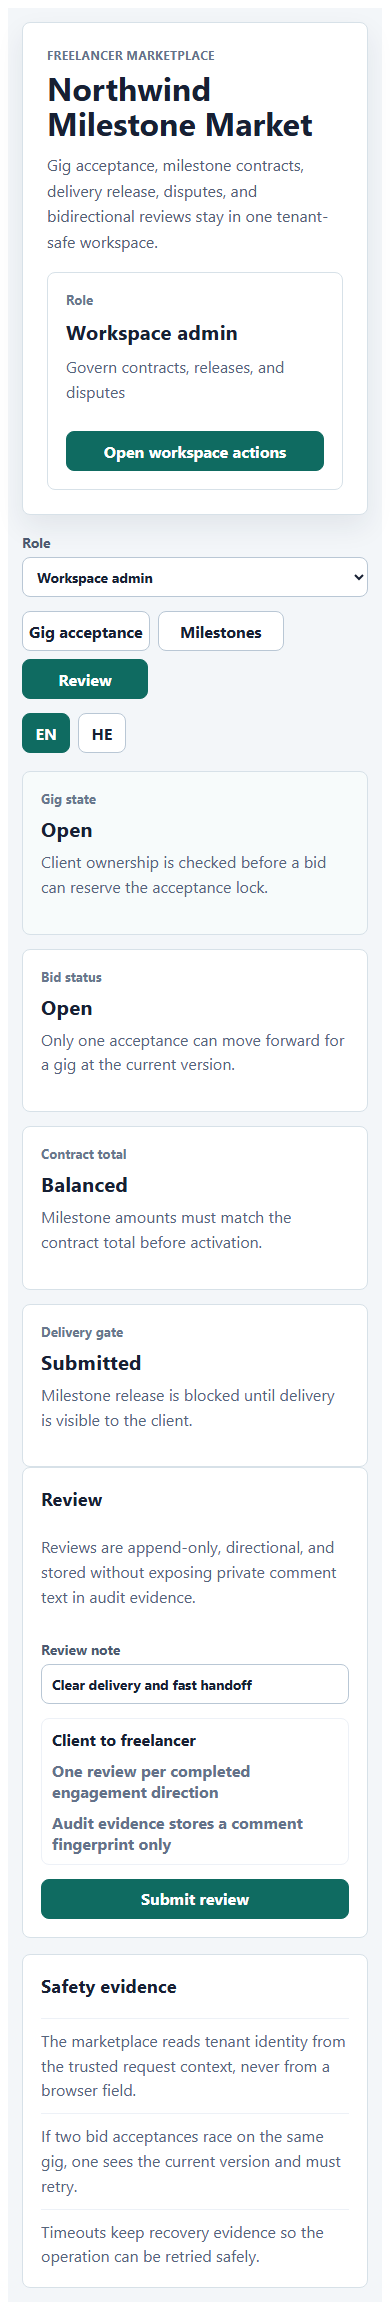 FREELANCER MARKETPLACE
Northwind
Milestone Market
Gig acceptance, milestone contracts,
delivery release, disputes, and
bidirectional reviews stay in one tenant-
safe workspace.
Role
Workspace admin
Govern contracts, releases, and
disputes
Open workspace actions
Role
Workspace admin
Gig acceptance
Milestones
Review
EN
HE
Gig state
Open
Client ownership is checked before a bid
can reserve the acceptance lock.
Bid status
Open
Only one acceptance can move forward for
a gig at the current version.
Contract total
Balanced
Milestone amounts must match the
contract total before activation.
Delivery gate
Submitted
Milestone release is blocked until delivery
is visible to the client.
Review
Reviews are append-only, directional, and
stored without exposing private comment
text in audit evidence.
Review note
Clear delivery and fast handoff
Client to freelancer
One review per completed
engagement direction
Audit evidence stores a comment
fingerprint only
Submit review
Safety evidence
The marketplace reads tenant identity from
the trusted request context, never from a
browser field.
If two bid acceptances race on the same
gig, one sees the current version and must
retry.
Timeouts keep recovery evidence so the
operation can be retried safely.